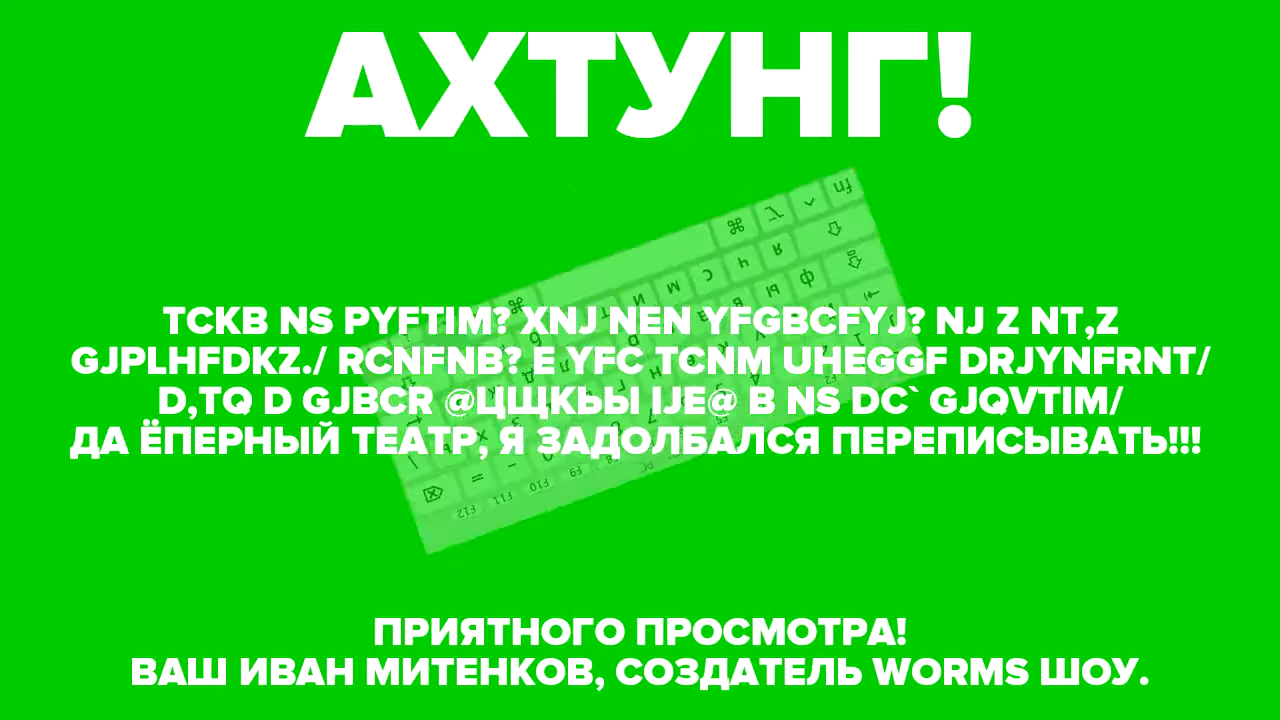 АХТУНГ!
TCKB NS PYFTIM? XNJ NEN YFGBCFYJ? NJ Z NT,Z
GJPLHFDKZ./ RCNFNB? E YFC TCNM UHEGGF DRJYNFRNT/
D,TQ D GJBCR @ЦЩКЬЫ IJE@ B NS DC` GJQVTIM/
ДА ЁПЕРНЫЙ ТЕАТР, Я ЗАДОЛБАЛСЯ ПЕРЕПИСЫВАТЬ!!!
ПРИЯТНОГО ПРОСМОТРА!
ВАШ ИВАН МИТЕНКОВ, СОЗДАТЕЛЬ WORMS ШОУ.